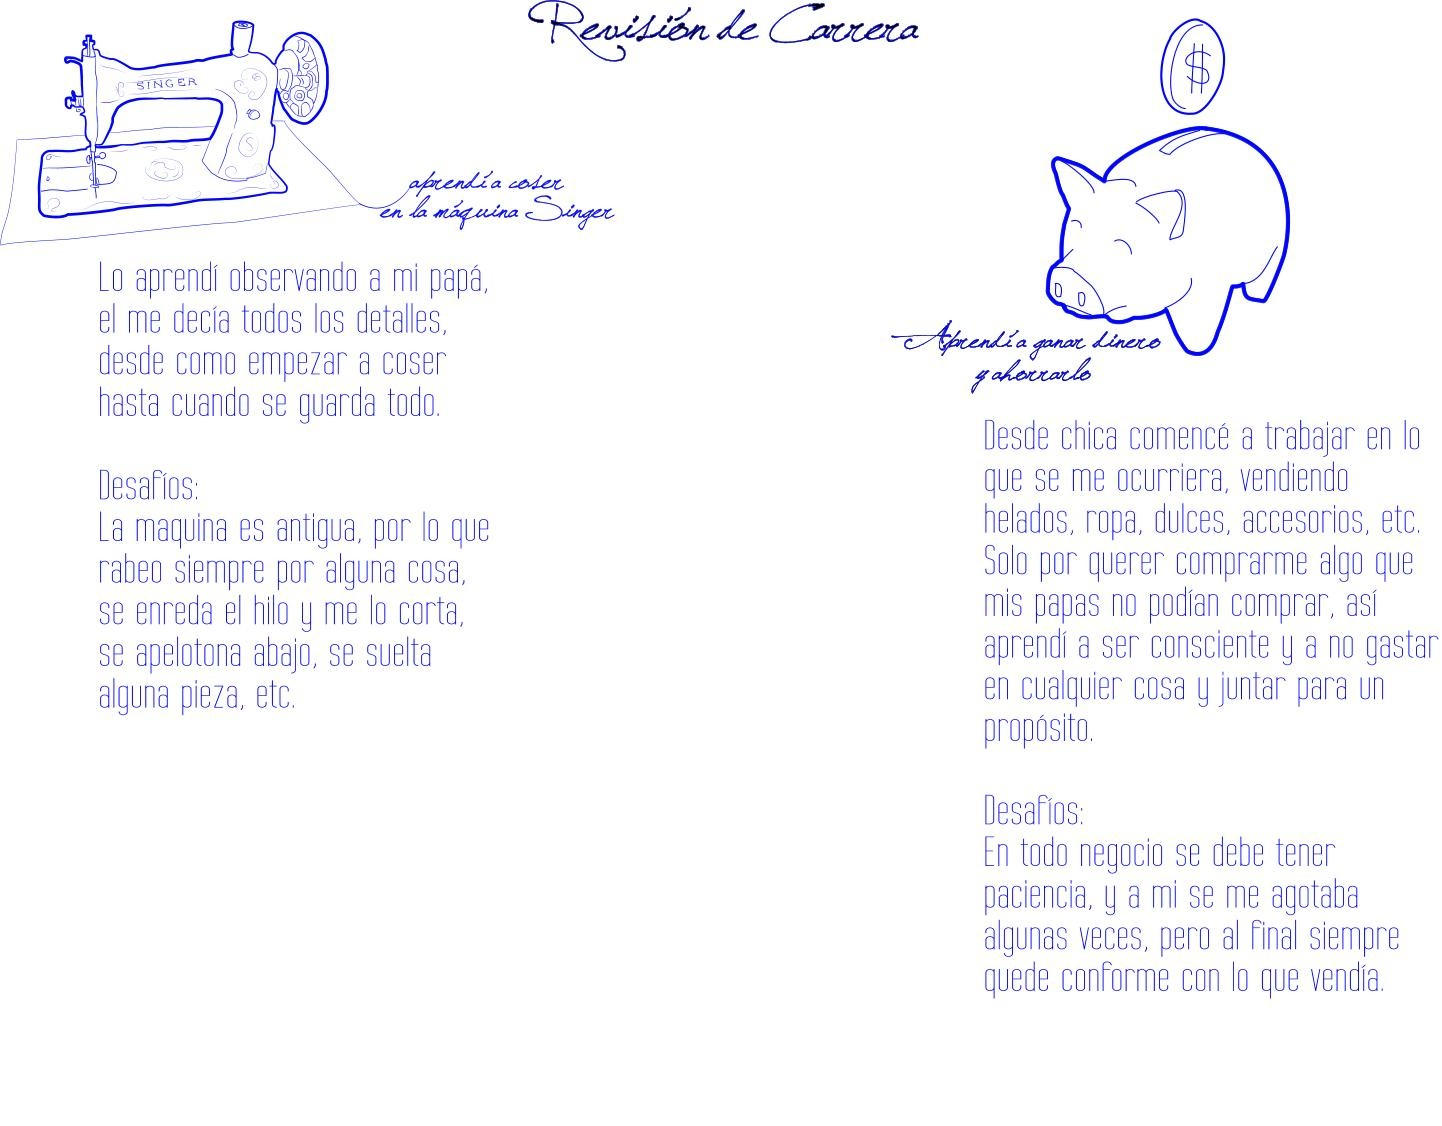 Revisión de Carrera
SINGER
S
$
aprendí a coser
en la máquina Singer
Lo aprendí observando a mi papá,
el me decía todos los detalles,
desde como empezar a coser
hasta cuando se guarda todo.
Desafíos:
La maquina es antigua, por lo que
rabeo siempre por alguna cosa,
se enreda el hilo y me lo corta,
se apelotona abajo, se suelta
alguna pieza, etc.
Aprendí a ganar dinero
y ahorrarlo
Desde chica comencé a trabajar en lo
que se me ocurriera, vendiendo
helados, ropa, dulces, accesorios, etc.
Solo por querer comprarme algo que
mis papas no podían comprar, así
aprendí a ser consciente y a no gastar
en cualquier cosa y juntar para un
propósito.
Desafíos:
En todo negocio se debe tener
paciencia, y a mi se me agotaba
algunas veces, pero al final siempre
quede conforme con lo que vendía.